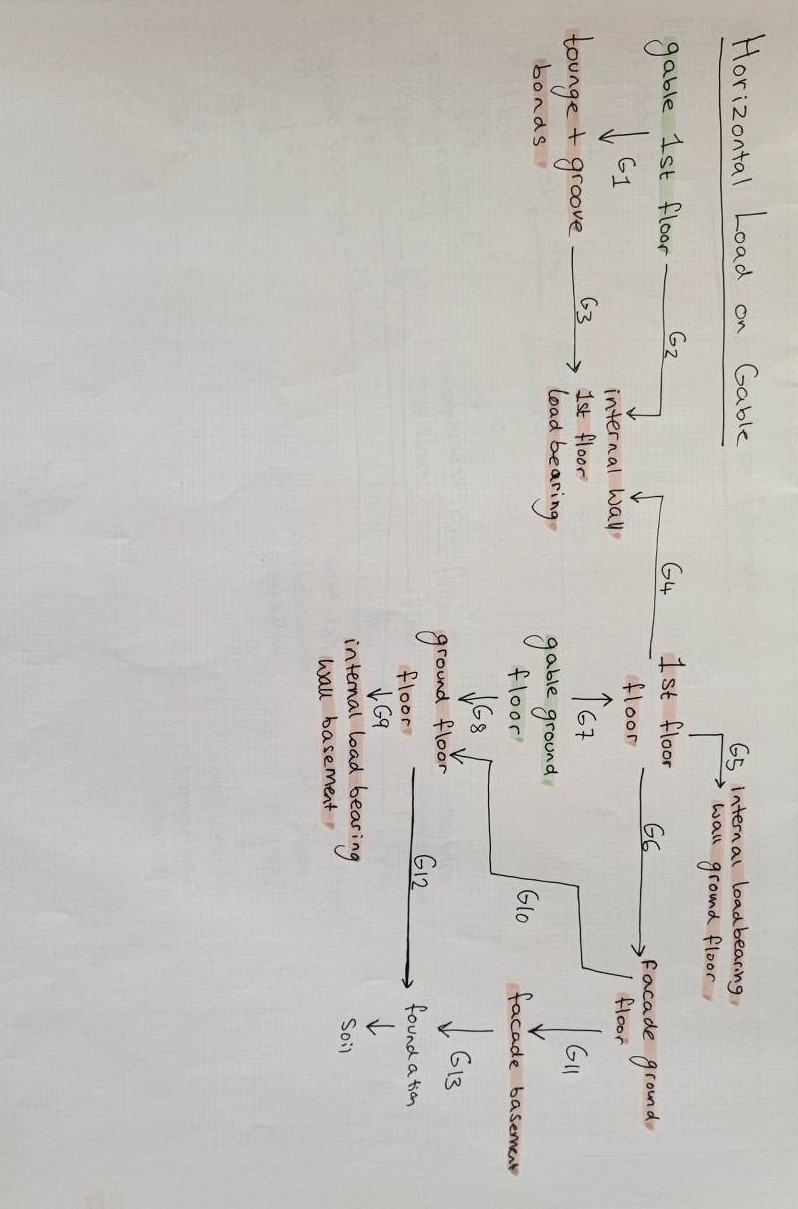 Horizontal Load on Gable
gable 1st floor
G2
G1
tounge + groove
bonds
G3
internal wall
1st floor
load bearing
G4
1st floor
floor
G5
internal loadbearing
wall ground floor
G6
facade ground
floor
G7
gable ground
floor
G8
ground floor
floor
G9
internal load bearing
wall basement
G10
G11
facade basement
G12
G13
foundation
Soil